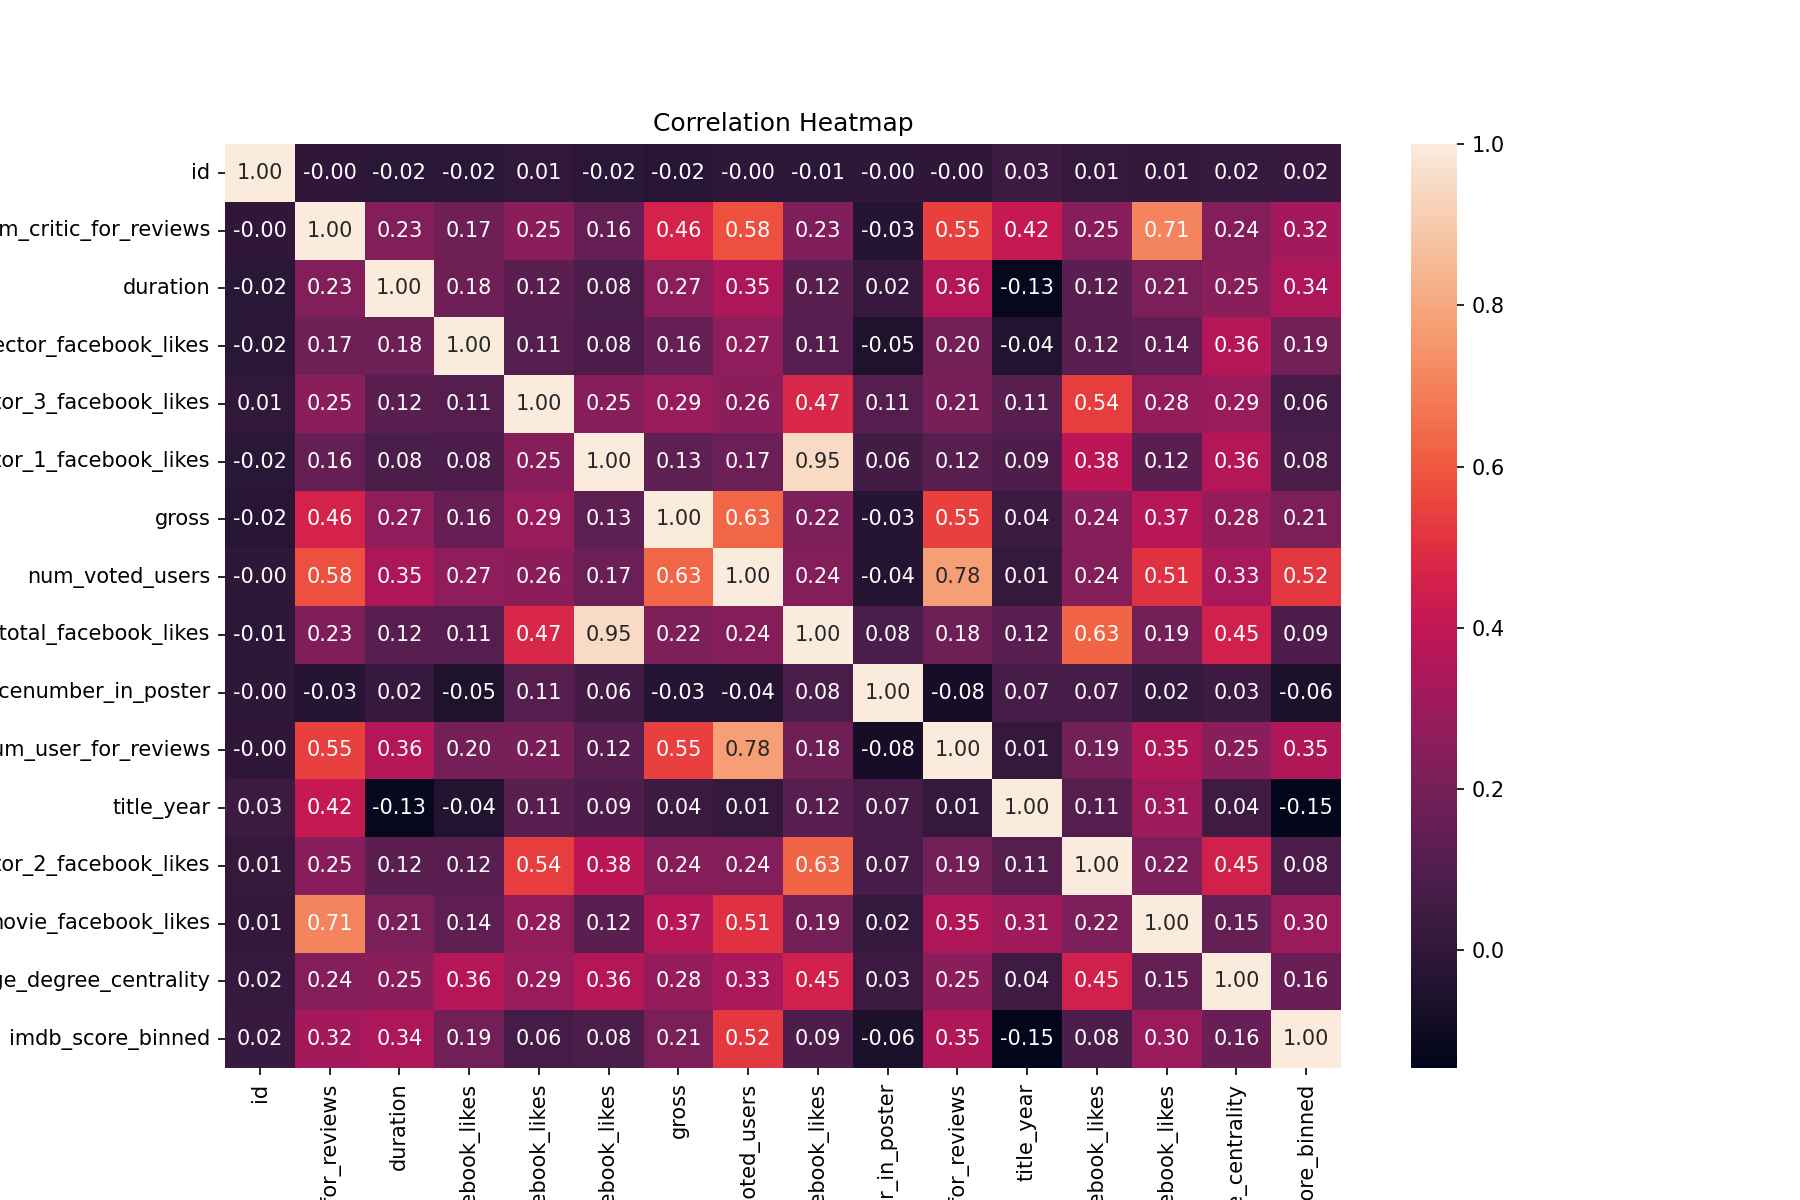 Correlation Heatmap
id 1.00 -0.00 -0.02 -0.02 0.01 -0.02 -0.02 -0.00 -0.01 -0.00 -0.00 0.03 0.01 0.01 0.02 0.02
m_critic_for_reviews -0.00 1.00 0.23 0.17 0.25 0.16 0.46 0.58 0.23 -0.03 0.55 0.42 0.25 0.71 0.24 0.32
duration -0.02 0.23 1.00 0.18 0.12 0.08 0.27 0.35 0.12 0.02 0.36 -0.13 0.12 0.21 0.25 0.34
ector_facebook_likes -0.02 0.17 0.18 1.00 0.11 0.08 0.16 0.27 0.11 -0.05 0.20 -0.04 0.12 0.14 0.36 0.19
tor_3_facebook_likes 0.01 0.25 0.12 0.11 1.00 0.25 0.29 0.26 0.47 0.11 0.21 0.11 0.54 0.28 0.29 0.06
tor_1_facebook_likes -0.02 0.16 0.08 0.08 0.25 1.00 0.13 0.17 0.95 0.06 0.12 0.09 0.38 0.12 0.36 0.08
gross -0.02 0.46 0.27 0.16 0.29 0.13 1.00 0.63 0.22 -0.03 0.55 0.04 0.24 0.37 0.28 0.21
num_voted_users -0.00 0.58 0.35 0.27 0.26 0.17 0.63 1.00 0.24 -0.04 0.78 0.01 0.24 0.51 0.33 0.52
total_facebook_likes -0.01 0.23 0.12 0.11 0.47 0.95 0.22 0.24 1.00 0.08 0.18 0.12 0.63 0.19 0.45 0.09
cenumber_in_poster -0.00 -0.03 0.02 -0.05 0.11 0.06 -0.03 -0.04 0.08 1.00 -0.08 0.07 0.07 0.02 0.03 -0.06
um_user_for_reviews -0.00 0.55 0.36 0.20 0.21 0.12 0.55 0.78 0.18 -0.08 1.00 0.01 0.19 0.35 0.25 0.35
title_year 0.03 0.42 -0.13 -0.04 0.11 0.09 0.04 0.01 0.12 0.07 0.01 1.00 0.11 0.31 0.04 -0.15
tor_2_facebook_likes 0.01 0.25 0.12 0.12 0.54 0.38 0.24 0.24 0.63 0.07 0.19 0.11 1.00 0.22 0.45 0.08
movie_facebook_likes 0.01 0.71 0.21 0.14 0.28 0.12 0.37 0.51 0.19 0.02 0.35 0.31 0.22 1.00 0.15 0.30
ge_degree_centrality 0.02 0.24 0.25 0.36 0.29 0.36 0.28 0.33 0.45 0.03 0.25 0.04 0.45 0.15 1.00 0.16
imdb_score_binned 0.02 0.32 0.34 0.19 0.06 0.08 0.21 0.52 0.09 -0.06 0.35 -0.15 0.08 0.30 0.16 1.00
id
for_reviews
duration
ebook_likes
ebook_likes
ebook_likes
gross
oted_users
ebook_likes
r_in_poster
for_reviews
title_year
ebook_likes
ebook_likes
e_centrality
ore_binned
1.0
0.8
0.6
0.4
0.2
0.0